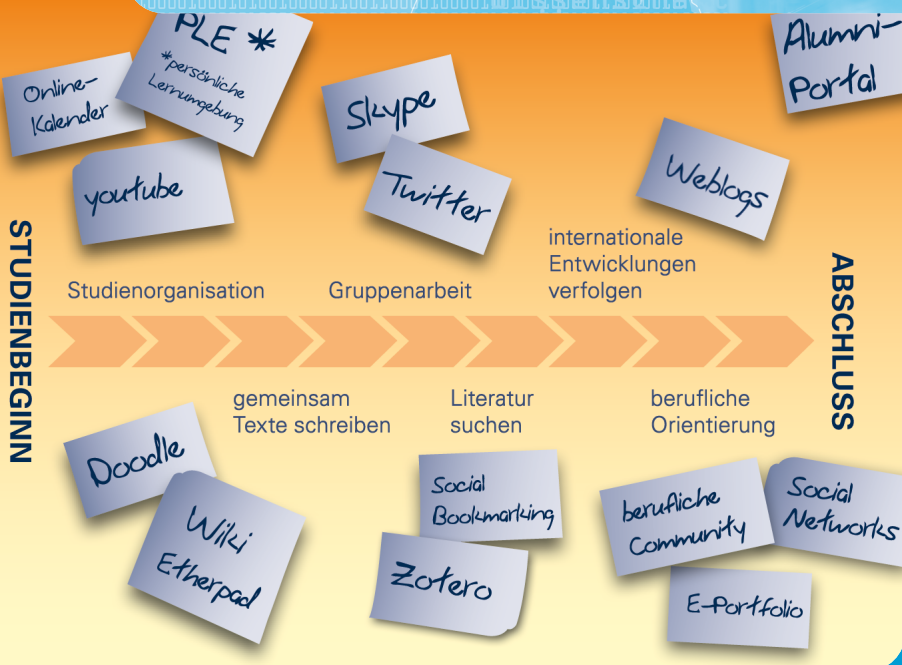 PLE *
*persönliche
Lernumgebung
Online-
Kalender
youtube
Skype
Twitter
Weblogs
Alumni-
Portal
STUDIENBEGINN
Studienorganisation
Gruppenarbeit
internationale
Entwicklungen
verfolgen
ABSCHLUSS
gemeinsam
Texte schreiben
Literatur
suchen
berufliche
Orientierung
Doodle
Wiki
Etherpad
Social
Bookmarking
Zotero
berufliche
Community
Social
Networks
E-Portfolio